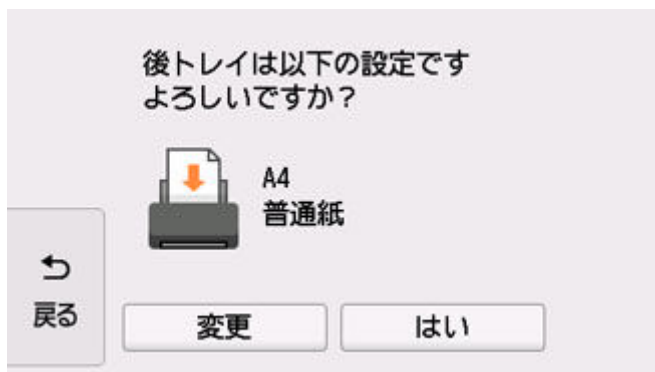 後トレイは以下の設定です
よろしいですか？
A4
普通紙
戻る
変更
はい